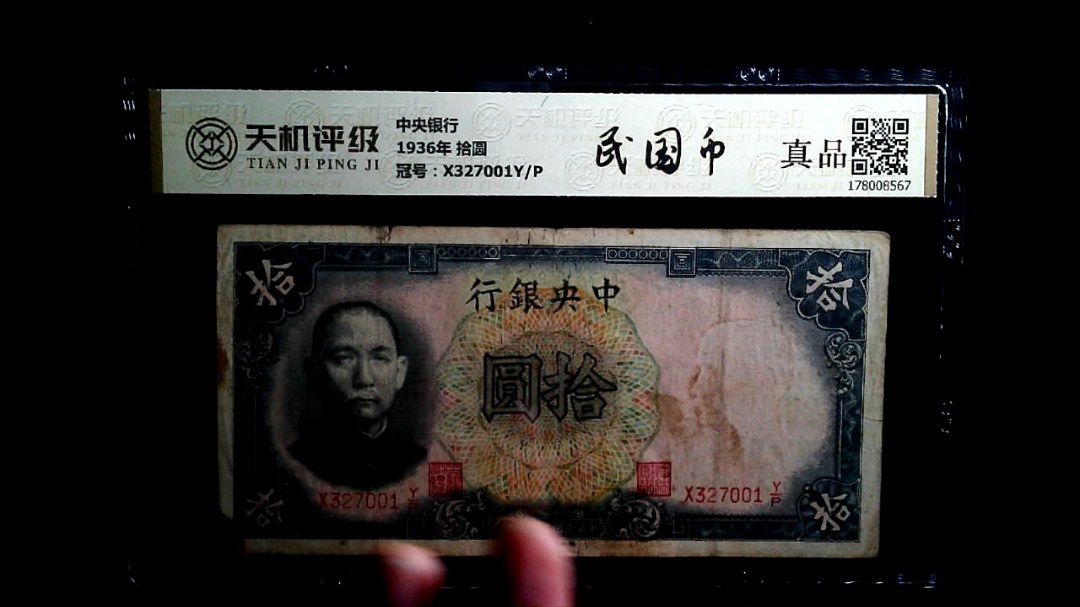 天机评级
TIAN JI PING JI
中央银行
1936年 拾圆
冠号：X327001Y/P
民国币
真品
178008567
拾
拾
行銀央中
圓拾
X327001 Y/P
X327001 Y/P
拾
拾